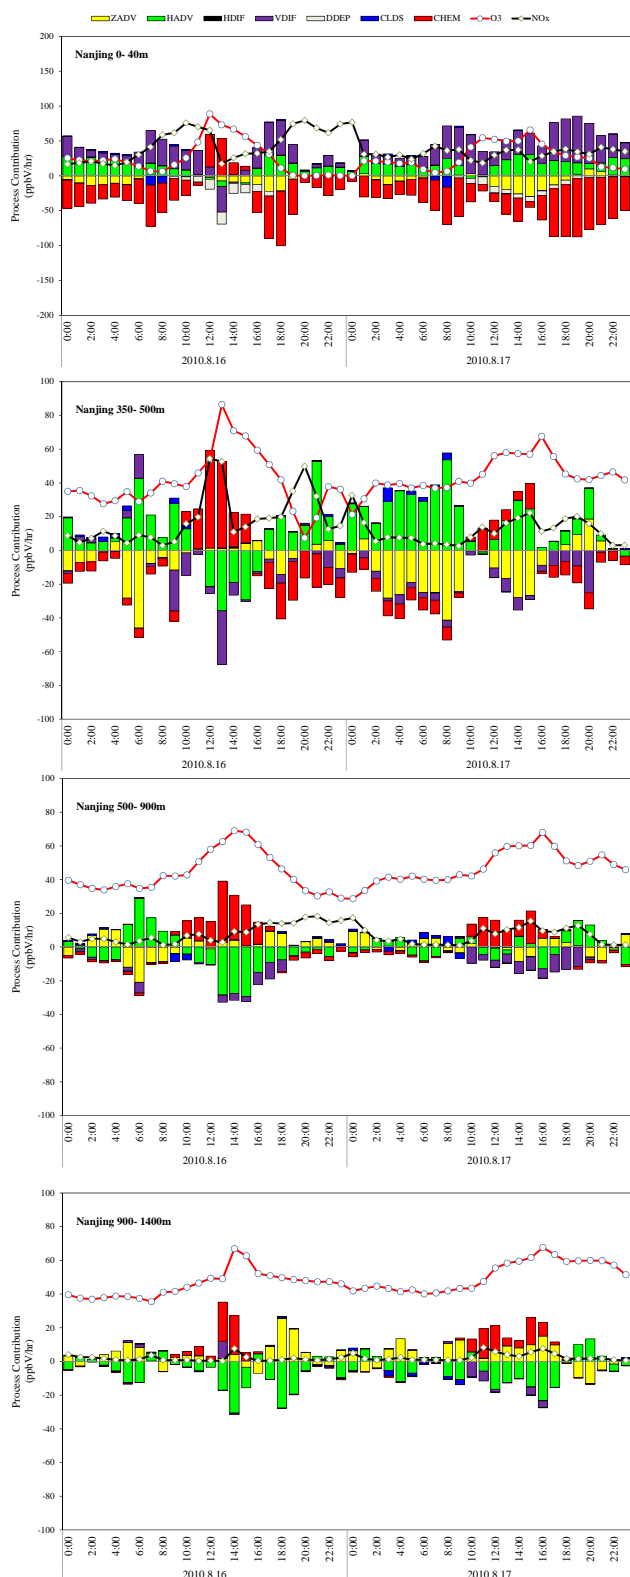 ZADV HADV HDIF VDIF DDEP CLDS CHEM O3 NOx
Nanjing 0- 40m
Process Contribution
(ppbV/hr)
200
150
100
50
0
-50
-100
-150
-200
0:00 2:00 4:00 6:00 8:00 10:00 12:00 14:00 16:00 18:00 20:00 22:00 0:00 2:00 4:00 6:00 8:00 10:00 12:00 14:00 16:00 18:00 20:00 22:00
2010.8.16 2010.8.17
Nanjing 350- 500m
Process Contribution
(ppbV/hr)
100
80
60
40
20
0
-20
-40
-60
-80
-100
0:00 2:00 4:00 6:00 8:00 10:00 12:00 14:00 16:00 18:00 20:00 22:00 0:00 2:00 4:00 6:00 8:00 10:00 12:00 14:00 16:00 18:00 20:00 22:00
2010.8.16 2010.8.17
Nanjing 500- 900m
Process Contribution
(ppbV/hr)
100
80
60
40
20
0
-20
-40
-60
-80
-100
0:00 2:00 4:00 6:00 8:00 10:00 12:00 14:00 16:00 18:00 20:00 22:00 0:00 2:00 4:00 6:00 8:00 10:00 12:00 14:00 16:00 18:00 20:00 22:00
2010.8.16 2010.8.17
Nanjing 900- 1400m
Process Contribution
(ppbV/hr)
100
80
60
40
20
0
-20
-40
-60
-80
-100
0:00 2:00 4:00 6:00 8:00 10:00 12:00 14:00 16:00 18:00 20:00 22:00 0:00 2:00 4:00 6:00 8:00 10:00 12:00 14:00 16:00 18:00 20:00 22:00
2010.8.16 2010.8.17